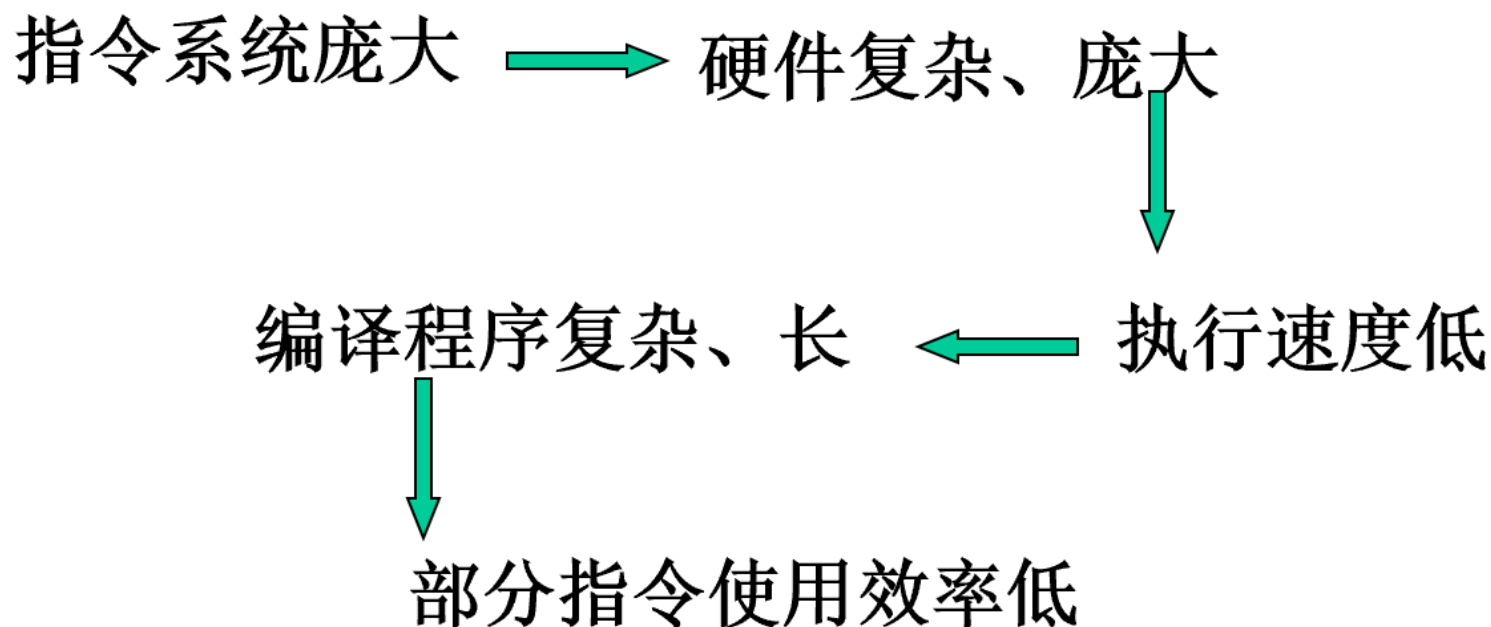 指令系统庞大
硬件复杂、庞大
执行速度低
编译程序复杂、长
部分指令使用效率低